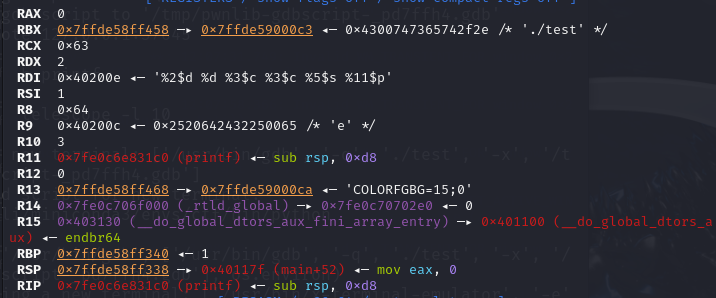 [ REGISTERS / show-flags off / show-compact-regs off ]
RAX 0
RBX 0x7ffde58ff458 —▸ 0x7ffde59000c3 ◂— 0x4300747365742f2e /* './test' */
RCX 0x63
RDX 2
RDI 0x40200e ◂— '%2$d %d %3$c %3$c %5$s %11$p'
RSI 1
R8 0x64
R9 0x40200c ◂— 0x2520642432250065 /* 'e' */
R10 3
R11 0x7fe0c6e831c0 (printf) ◂— sub rsp, 0xd8
R12 0
R13 0x7ffde58ff468 —▸ 0x7ffde59000ca ◂— 'COLORFGBG=15;0'
R14 0x7fe0c706f000 (_rtld_global) —▸ 0x7fe0c70702e0 ◂— 0
R15 0x403130 (__do_global_dtors_aux_fini_array_entry) —▸ 0x401100 (__do_global_dtors_a
ux) ◂— endbr64
RBP 0x7ffde58ff340 ◂— 1
RSP 0x7ffde58ff338 —▸ 0x40117f (main+52) ◂— mov eax, 0
RIP 0x7fe0c6e831c0 (printf) ◂— sub rsp, 0xd8